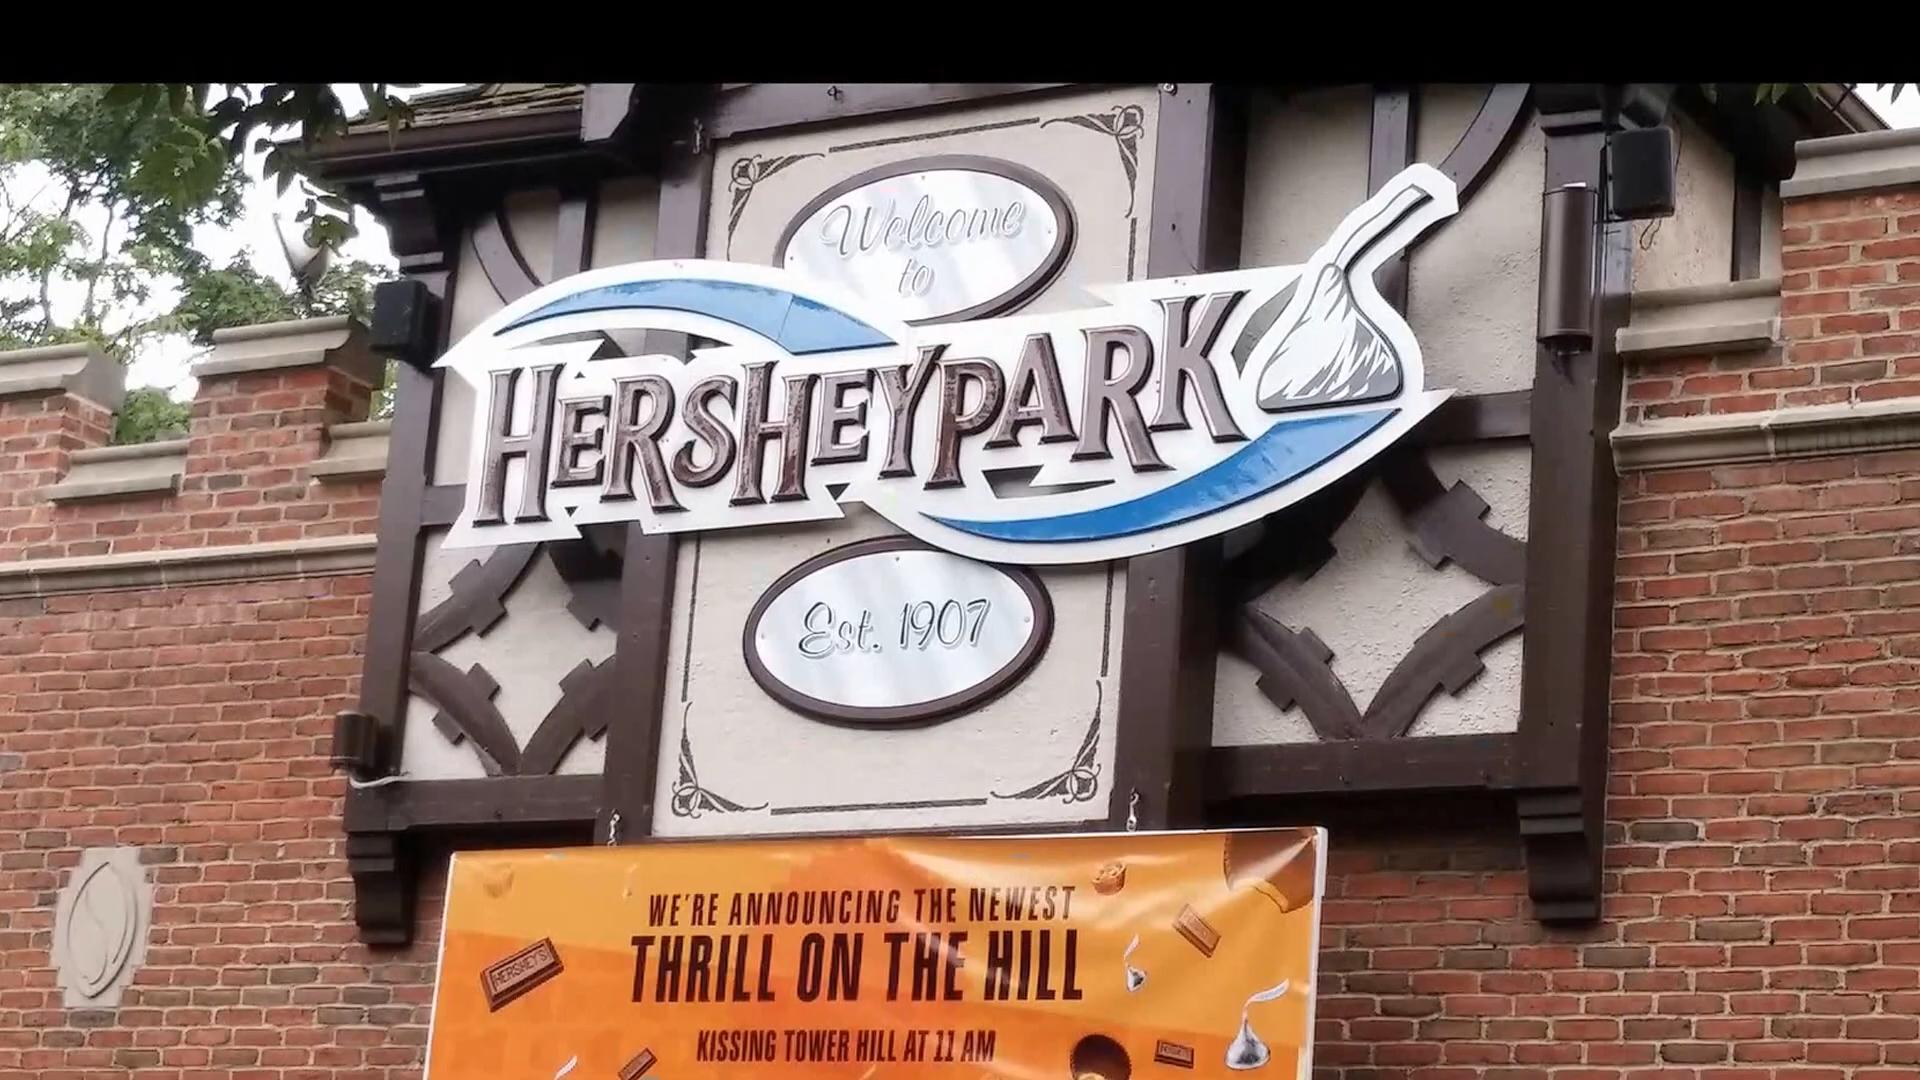 Welcome
to
HERSHEYPARK
Est. 1907
WE'RE ANNOUNCING THE NEWEST
THRILL ON THE HILL
KISSING TOWER HILL AT 11 AM
HERSHEY'S